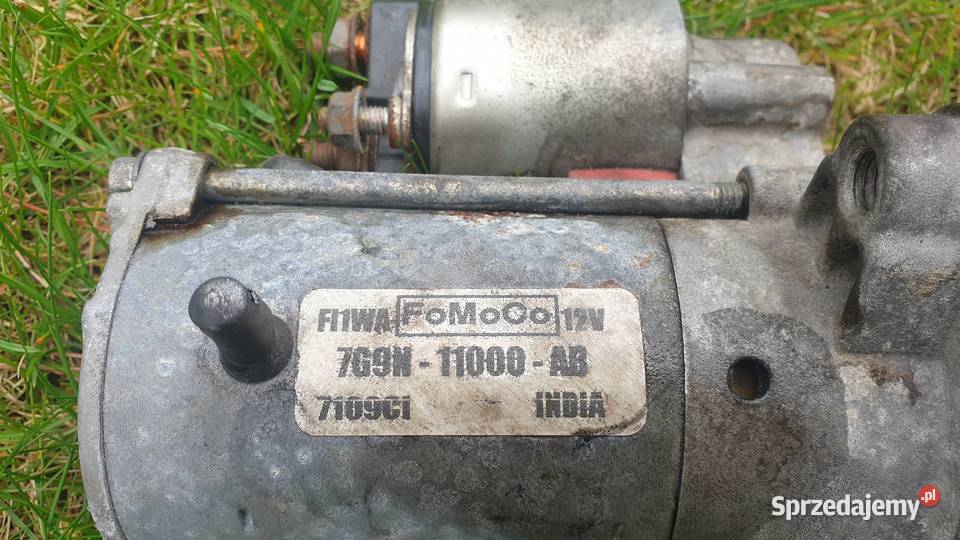 FI1WA FoMoCo 12V
7G9N - 11000 - AB
7109CI INDIA
Sprzedajemy.pl